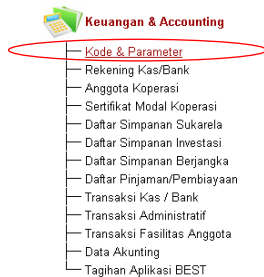 Keuangan & Accounting
Kode & Parameter
Rekening Kas/Bank
Anggota Koperasi
Sertifikat Modal Koperasi
Daftar Simpanan Sukarela
Daftar Simpanan Investasi
Daftar Simpanan Berjangka
Daftar Pinjaman/Pembiayaan
Transaksi Kas / Bank
Transaksi Administratif
Transaksi Fasilitas Anggota
Data Akunting
Tagihan Aplikasi BEST